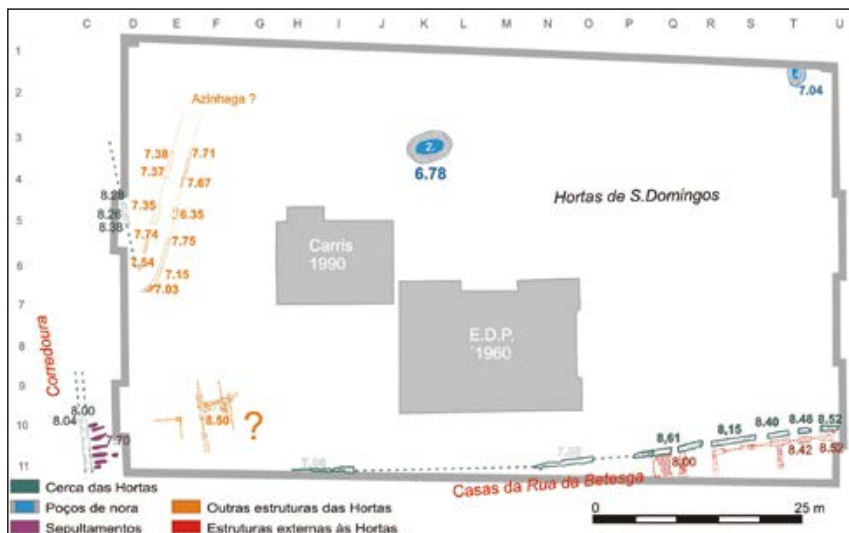 C D E F G H I J K L M N O P Q R S T U
1
2
3
4
5
6
7
8
9
10
11
Azinhaga ?
7.04
2.
6.78
7.38 7.71
7.37
7.67
8.28
7.35 6.35
8.26
8.38
7.74 7.75
7.54
7.15
7.03
Hortas de S.Domingos
Carris
1990
E.D.P.
´1960
Corredoura
8.00
8.04
7.70
8.50
?
8,61 8,15 8.40 8.48 8.52
8.00 8.42 8.52
Casas da Rua da Betesga
Cerca das Hortas
Poços de nora
Sepultamentos
Outras estruturas das Hortas
Estruturas externas às Hortas
0 25 m